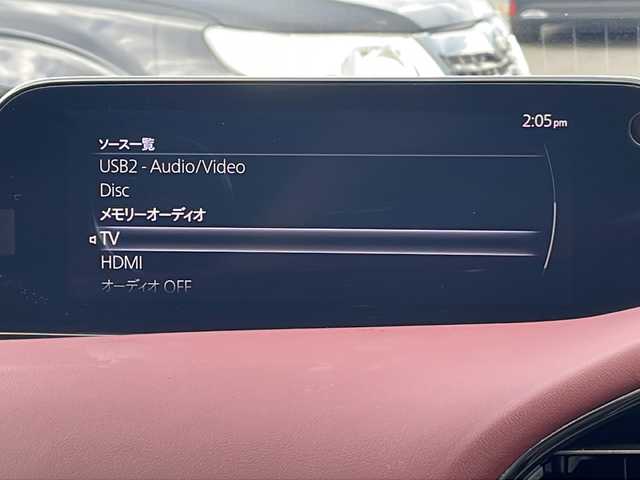 2:05pm
ソース一覧
USB2 - Audio/Video
Disc
メモリーオーディオ
TV
HDMI
オーディオ OFF